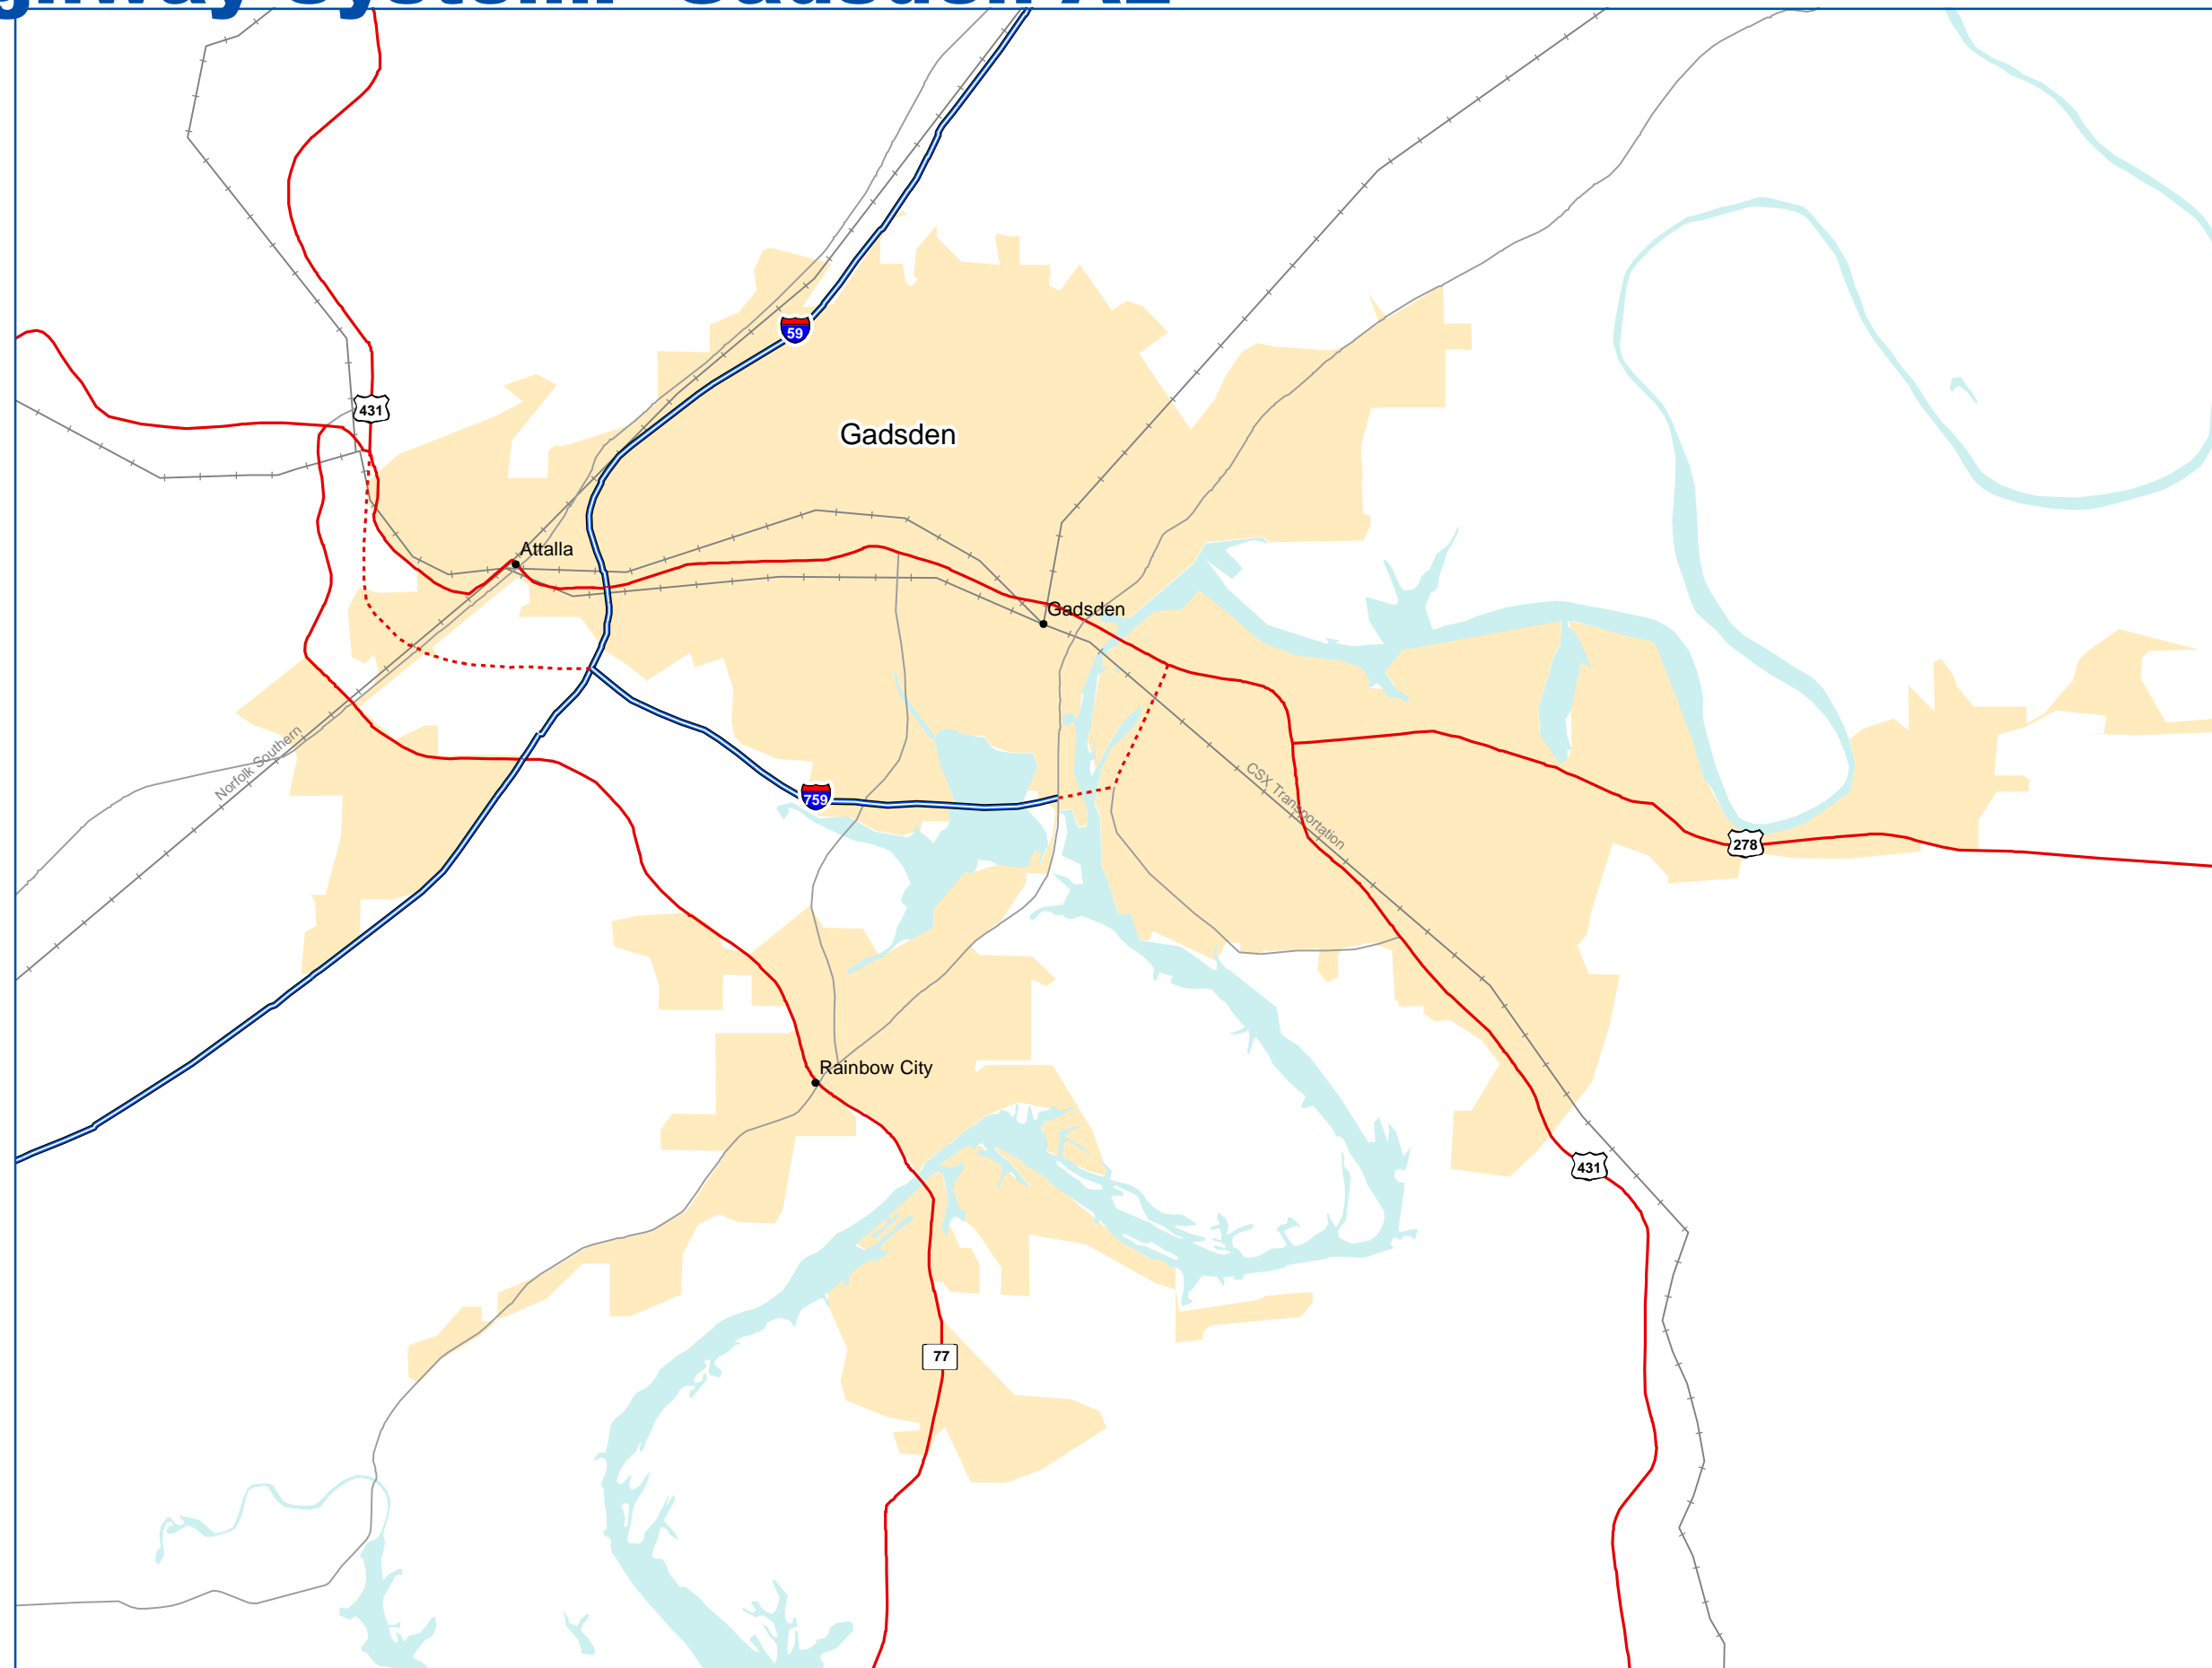 59
431
Gadsden
Attalla
Gadsden
Norfolk Southern
CSX Transportation
759
278
Rainbow City
431
77